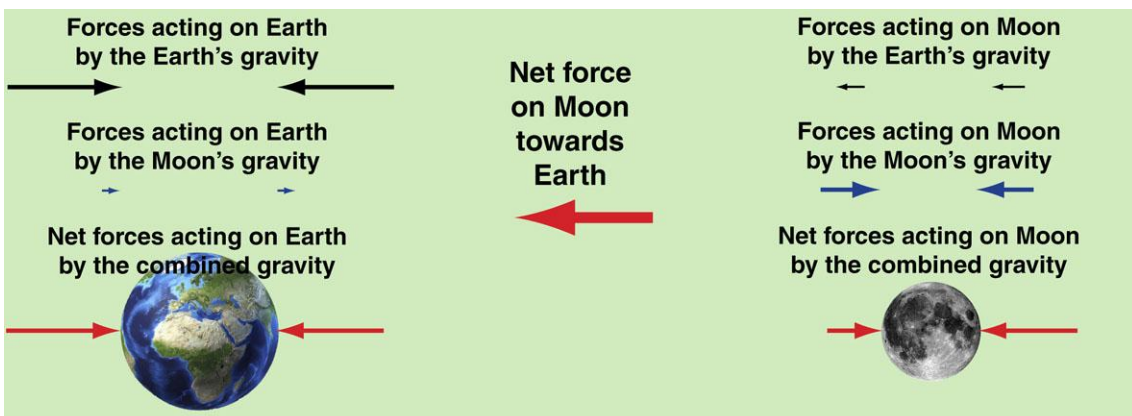 Forces acting on Earth
by the Earth's gravity
Forces acting on Earth
by the Moon's gravity
Net forces acting on Earth
by the combined gravity
Net force
on Moon
towards
Earth
Forces acting on Moon
by the Earth's gravity
Forces acting on Moon
by the Moon's gravity
Net forces acting on Moon
by the combined gravity